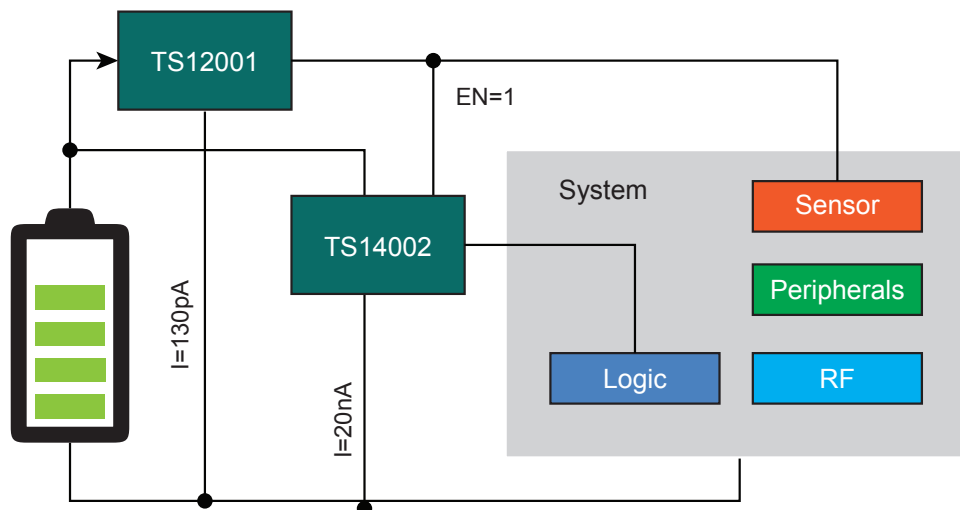 TS12001
EN=1
System
Sensor
TS14002
Peripherals
I=130pA
Logic
RF
I=20nA